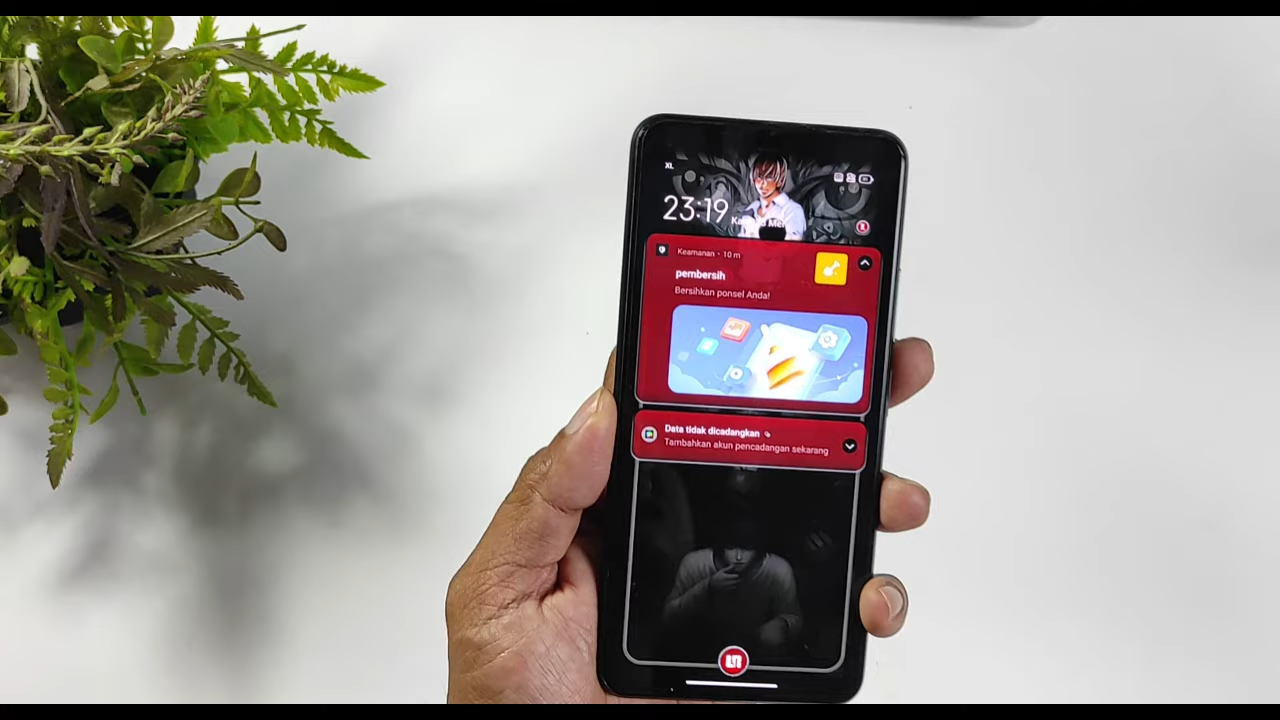 XL
23:19
Keamanan • 10 m
pembersih
Bersihkan ponsel Anda!
Data tidak dicadangkan
Tambahkan akun pencadangan sekarang